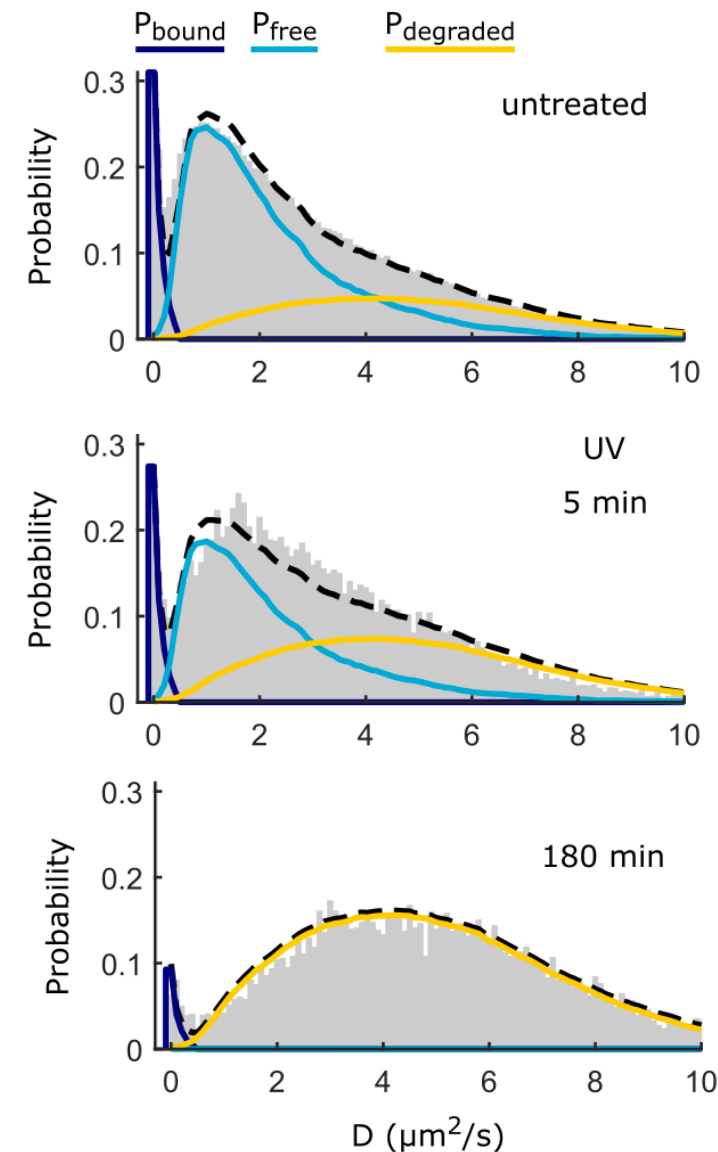 Pbound Pfree Pdegraded
untreated
Probability
0.3
0.2
0.1
0
0 2 4 6 8 10
UV
5 min
Probability
0.3
0.2
0.1
0
0 2 4 6 8 10
180 min
Probability
0.3
0.2
0.1
0
0 2 4 6 8 10
D (μm²/s)